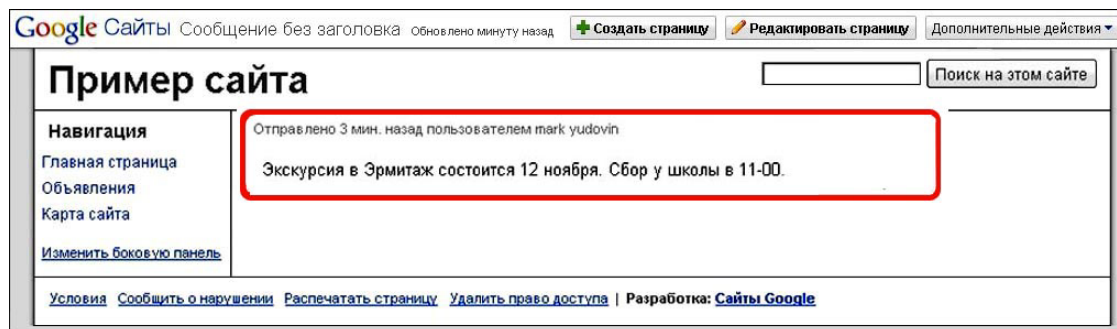 Google Сайты Сообщение без заголовка Обновлено минуту назад Создать страницу Редактировать страницу Дополнительные действия
Пример сайта
Поиск на этом сайте
Навигация
Главная страница
Объявления
Карта сайта
Изменить боковую панель
Отправлено 3 мин. назад пользователем mark yudovin
Экскурсия в Эрмитаж состоится 12 ноября. Сбор у школы в 11-00.
Условия Сообщить о нарушении Распечатать страницу Удалить право доступа | Разработка: Сайты Google